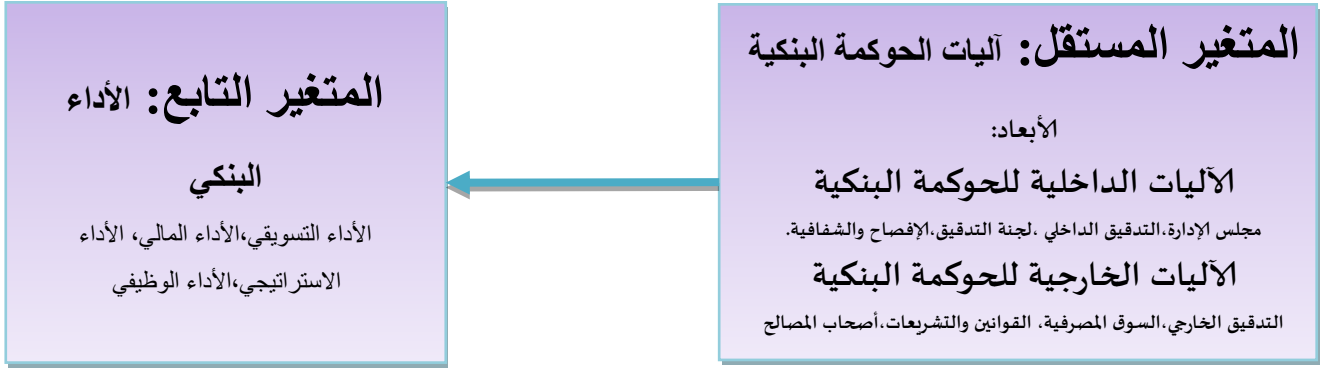 المتغير المستقل: آليات الحوكمة البنكية
الأبعاد:
الآليات الداخلية للحوكمة البنكية
مجلس الإدارة،التدقيق الداخلي ،لجنة التدقيق،الإفصاح والشفافية.
الآليات الخارجية للحوكمة البنكية
التدقيق الخارجي،السوق المصرفية، القوانين والتشريعات،أصحاب المصالح
المتغير التابع: الأداء
البنكي
الأداء التسويقي،الأداء المالي، الأداء
الاستراتيجي،الأداء الوظيفي